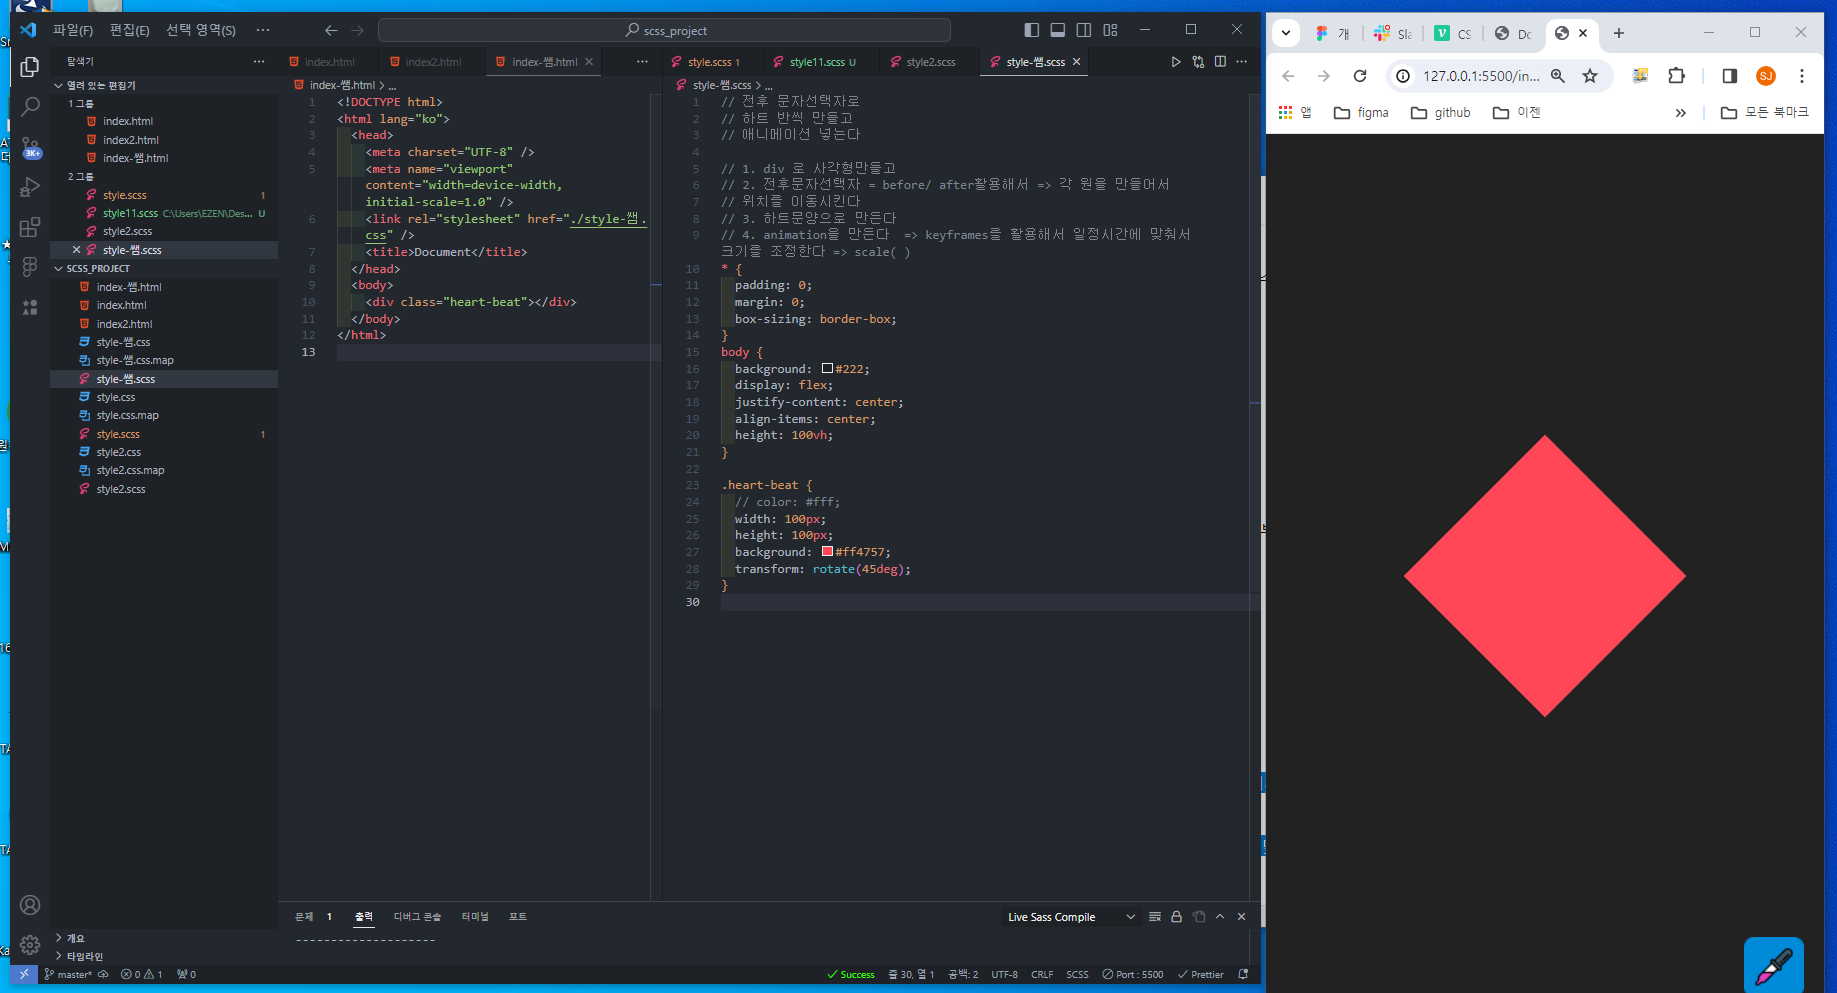 파일(F) 편집(E) 선택 영역(S) ···
scss_project
탐색기
열려 있는 편집기
1 그룹
index.html
index2.html
index-쌤.html
2 그룹
style.scss 1
style11.scss C:\Users\EZEN\Des... U
style2.scss
style-쌤.scss
SCSS_PROJECT
index-쌤.html
index.html
index2.html
style-쌤.css
style-쌤.css.map
style-쌤.scss
style.css
style.css.map
style.scss 1
style2.css
style2.css.map
style2.scss
개요
타임라인
3K+
index.html index2.html index-쌤.html
index-쌤.html > ...
1 <!DOCTYPE html>
2 <html lang="ko">
3 <head>
4 <meta charset="UTF-8" />
5 <meta name="viewport"
content="width=device-width,
initial-scale=1.0" />
6 <link rel="stylesheet" href="./style-쌤.
css" />
7 <title>Document</title>
8 </head>
9 <body>
10 <div class="heart-beat"></div>
11 </body>
12 </html>
13
style.scss 1 style11.scss U style2.scss style-쌤.scss
style-쌤.scss > ...
1 // 전후 문자선택자로
2 // 하트 반씩 만들고
3 // 애니메이션 넣는다
4
5 // 1. div 로 사각형만들고
6 // 2. 전후문자선택자 = before/ after활용해서 => 각 원을 만들어서
7 // 위치를 이동시킨다
8 // 3. 하트문양으로 만든다
9 // 4. animation을 만든다  => keyframes를 활용해서 일정시간에 맞춰서
크기를 조정한다 => scale( )
10 * {
11 padding: 0;
12 margin: 0;
13 box-sizing: border-box;
14 }
15 body {
16 background: #222;
17 display: flex;
18 justify-content: center;
19 align-items: center;
20 height: 100vh;
21 }
22
23 .heart-beat {
24 // color: #fff;
25 width: 100px;
26 height: 100px;
27 background: #ff4757;
28 transform: rotate(45deg);
29 }
30
문제 1 출력 디버그 콘솔 터미널 포트
Live Sass Compile
--------------------
master* 0 1 0
Success 줄 30, 열 1 공백: 2 UTF-8 CRLF SCSS Port : 5500 Prettier
개 Sla CS Dc
127.0.0.1:5500/in... SJ
앱 figma github 이젠 » 모든 북마크